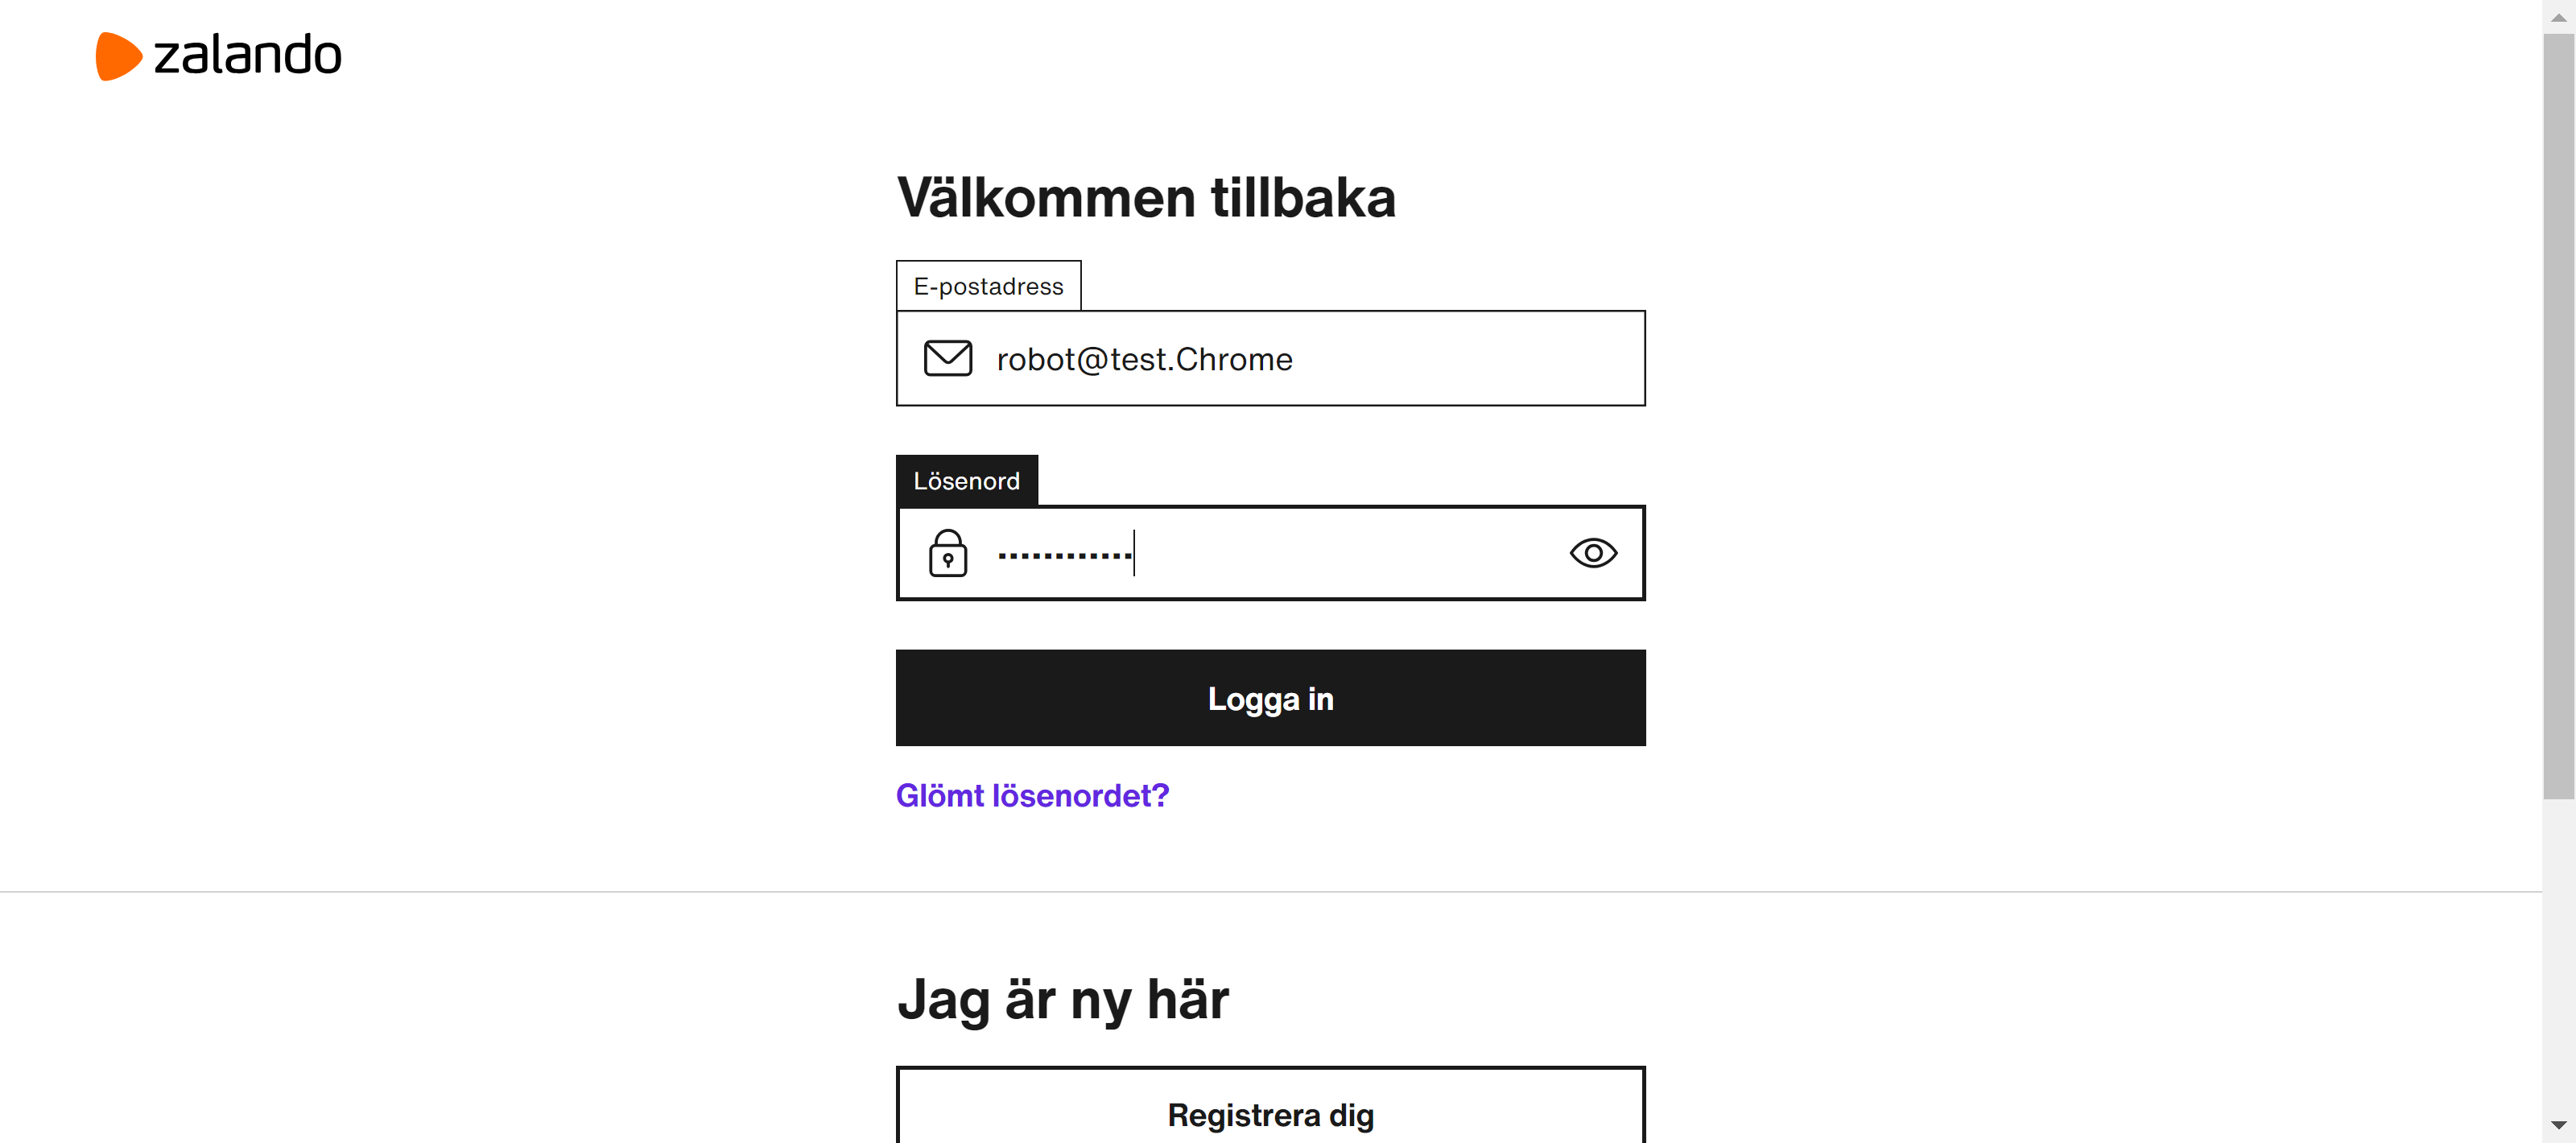 zalando
Välkommen tillbaka
E-postadress
robot@test.Chrome
Lösenord
Logga in
Glömt lösenordet?
Jag är ny här
Registrera dig